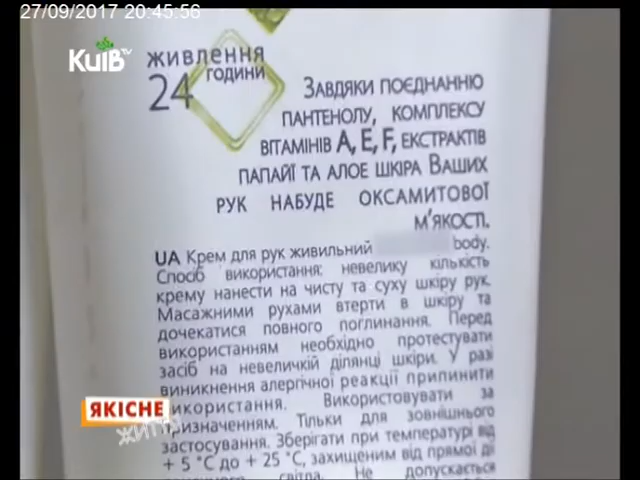 27/09/2017 20:45:56
КиЇВ TV
ЖИВЛЕННЯ
24 ГОДИНИ
ЗАВДЯКИ ПОЄДНАННЮ
ПАНТЕНОЛУ, КОМПЛЕКСУ
ВІТАМІНІВ А, Е, F, ЕКСТРАКТІВ
ПАПАЙЇ ТА АЛОЕ ШКІРА ВАШИХ
РУК НАБУДЕ ОКСАМИТОВОЇ
М'ЯКОСТІ.
UA Крем для рук живильний body.
Спосіб використання: невелику кількість
крему нанести на чисту та суху шкіру рук.
Масажними рухами втерти в шкіру та
дочекатися повного поглинання. Перед
використанням необхідно протестувати
засіб на невеличкій ділянці шкіри. У разі
виникнення алергічної реакції припинити
використання. Використовувати за
призначенням. Тільки для зовнішнього
застосування. Зберігати при температурі від
+ 5 °C до + 25 °C, захищеним від прямої дії
світла. Не допускається
ЯКІСНЕ
ЖИТТЯ